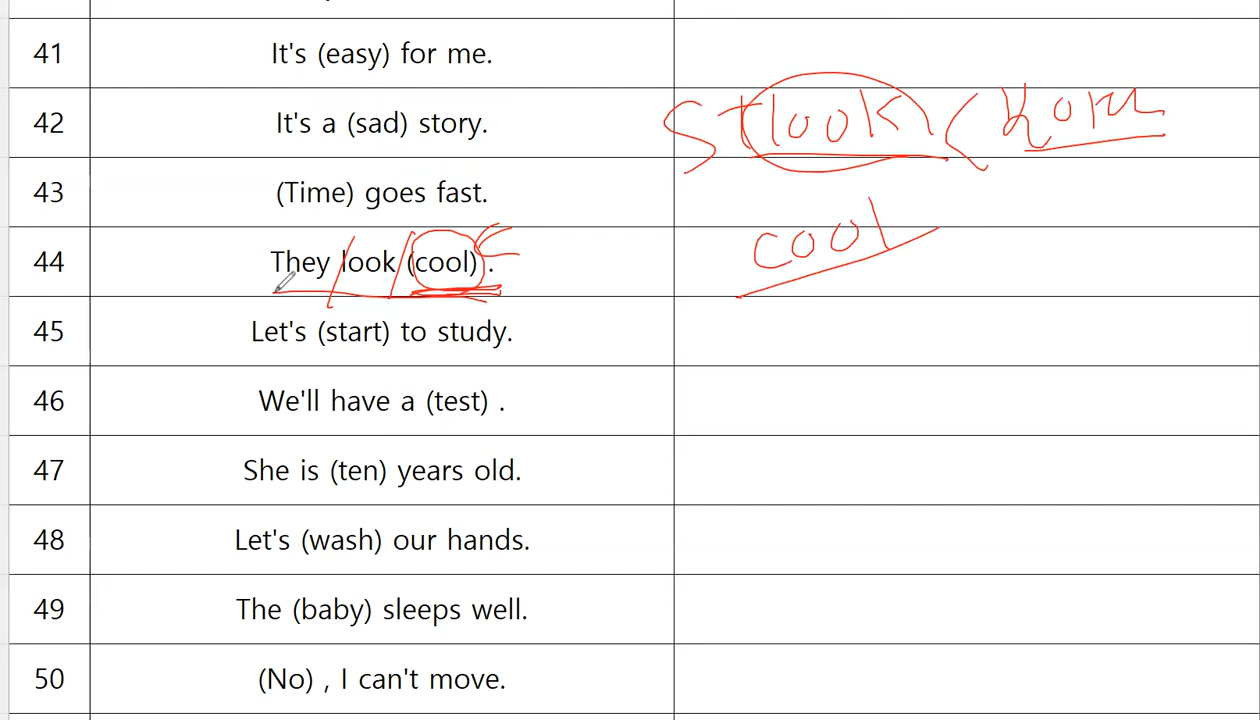 41 It's (easy) for me.
42 It's a (sad) story.
look
43 (Time) goes fast.
44 They look (cool) .
cool
45 Let's (start) to study.
46 We'll have a (test) .
47 She is (ten) years old.
48 Let's (wash) our hands.
49 The (baby) sleeps well.
50 (No) , I can't move.